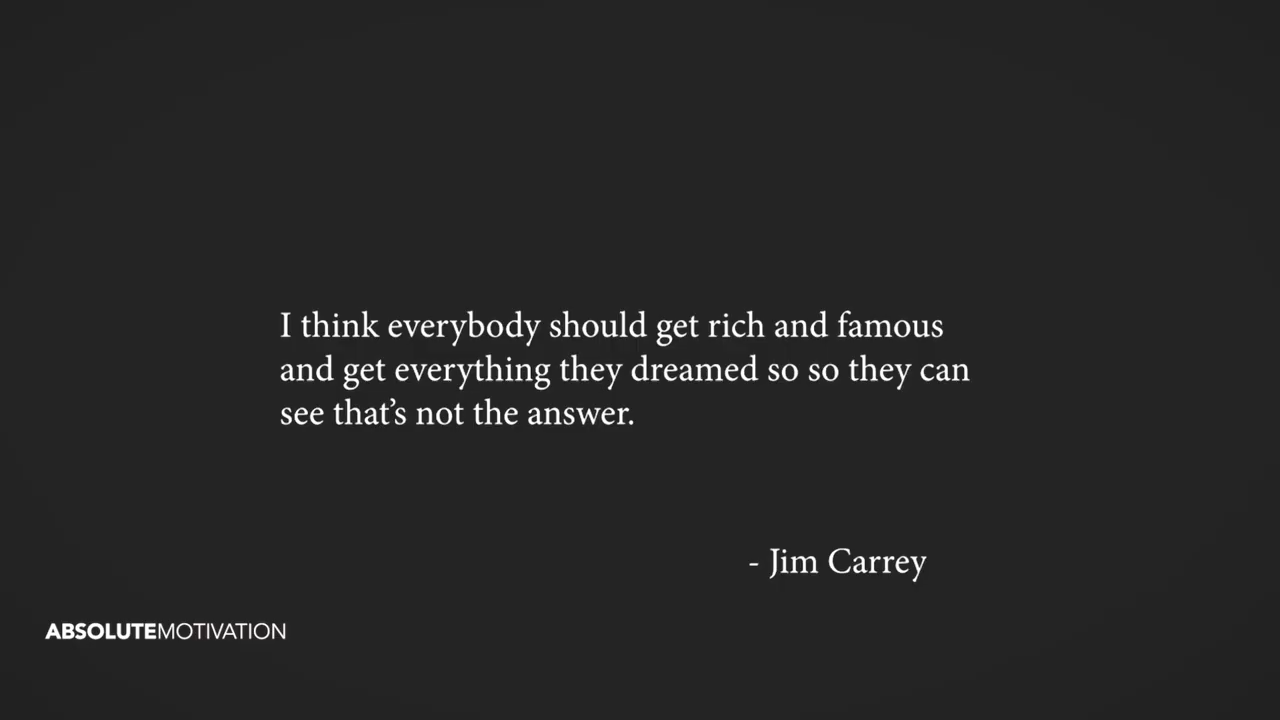 I think everybody should get rich and famous
and get everything they dreamed so so they can
see that’s not the answer.
- Jim Carrey
ABSOLUTEMOTIVATION